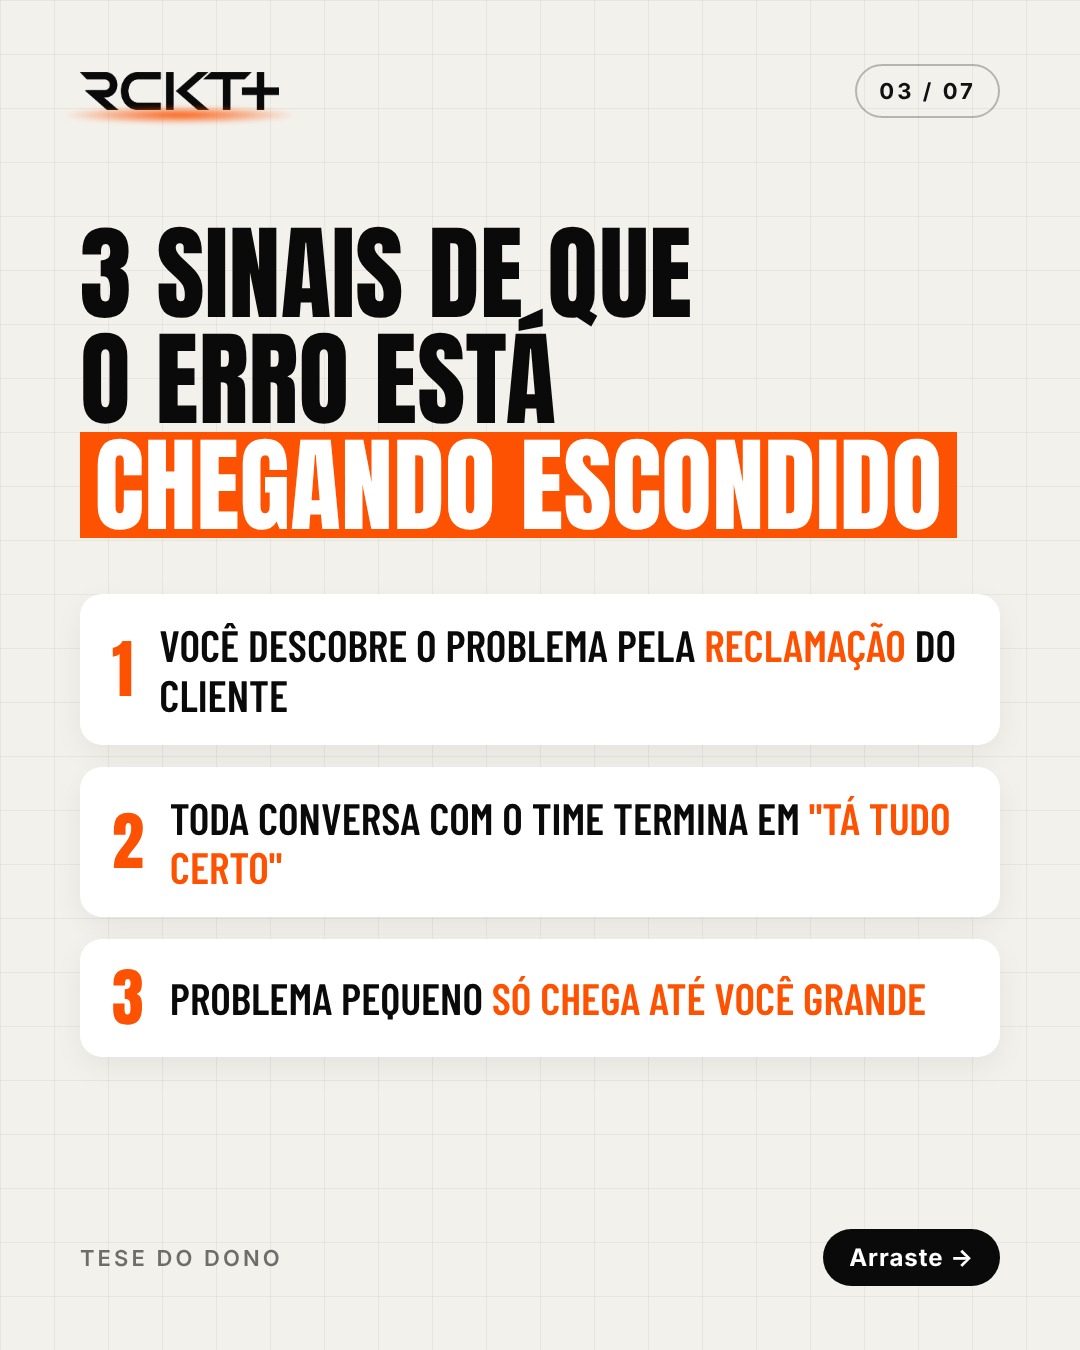 RCKT+
03 / 07
3 SINAIS DE QUE
O ERRO ESTÁ
CHEGANDO ESCONDIDO
1 VOCÊ DESCOBRE O PROBLEMA PELA RECLAMAÇÃO DO
CLIENTE
2 TODA CONVERSA COM O TIME TERMINA EM "TÁ TUDO
CERTO"
3 PROBLEMA PEQUENO SÓ CHEGA ATÉ VOCÊ GRANDE
TESE DO DONO
Arraste →